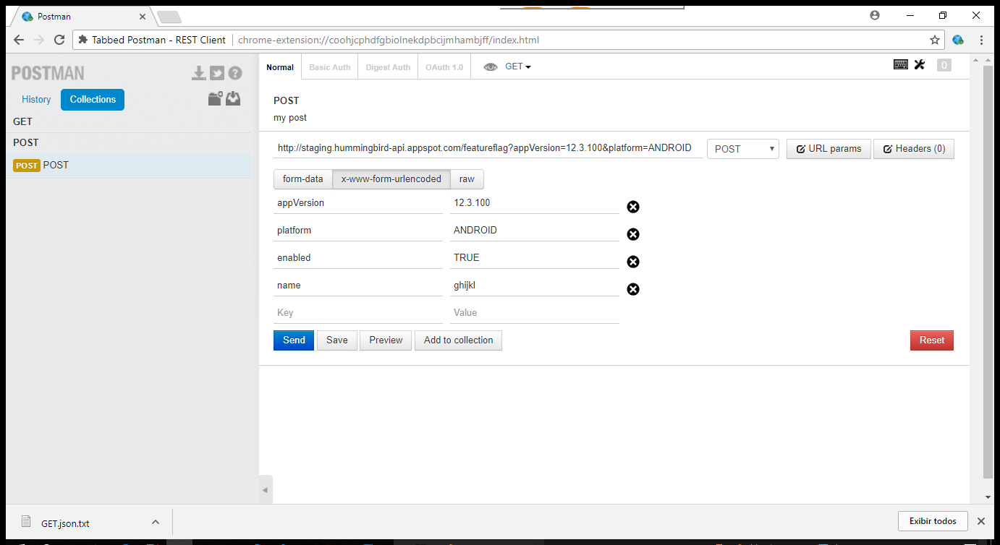 Postman
Tabbed Postman - REST Client chrome-extension://coohjcphdfgbiolnekdpbcijmhambjff/index.html
POSTMAN
History Collections
GET
POST
POST POST
Normal Basic Auth Digest Auth OAuth 1.0 GET 0
POST
my post
http://staging.hummingbird-api.appspot.com/featureflag?appVersion=12.3.100&platform=ANDROID POST URL params Headers (0)
form-data x-www-form-urlencoded raw
appVersion 12.3.100
platform ANDROID
enabled TRUE
name ghijkl
Key Value
Send Save Preview Add to collection Reset
GET.json.txt Exibir todos